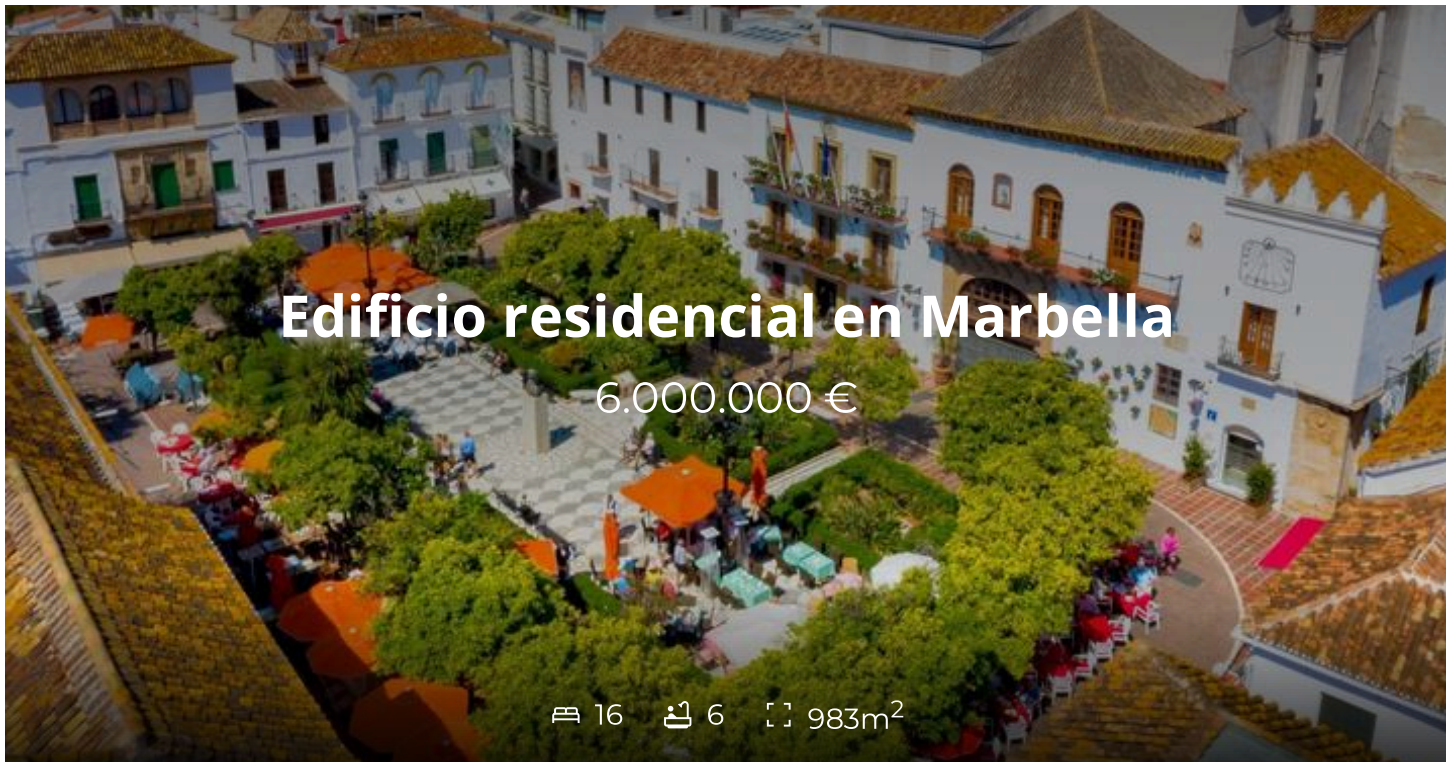 Edificio residencial en Marbella
6.000.000 €
16 6 983m²